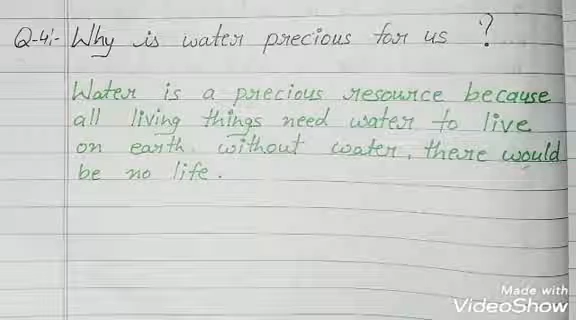 Q-4:- Why is water precious for us ?
Water is a precious resource because
all living things need water to live
on earth. without water, there would
be no life.
Made with
VideoShow